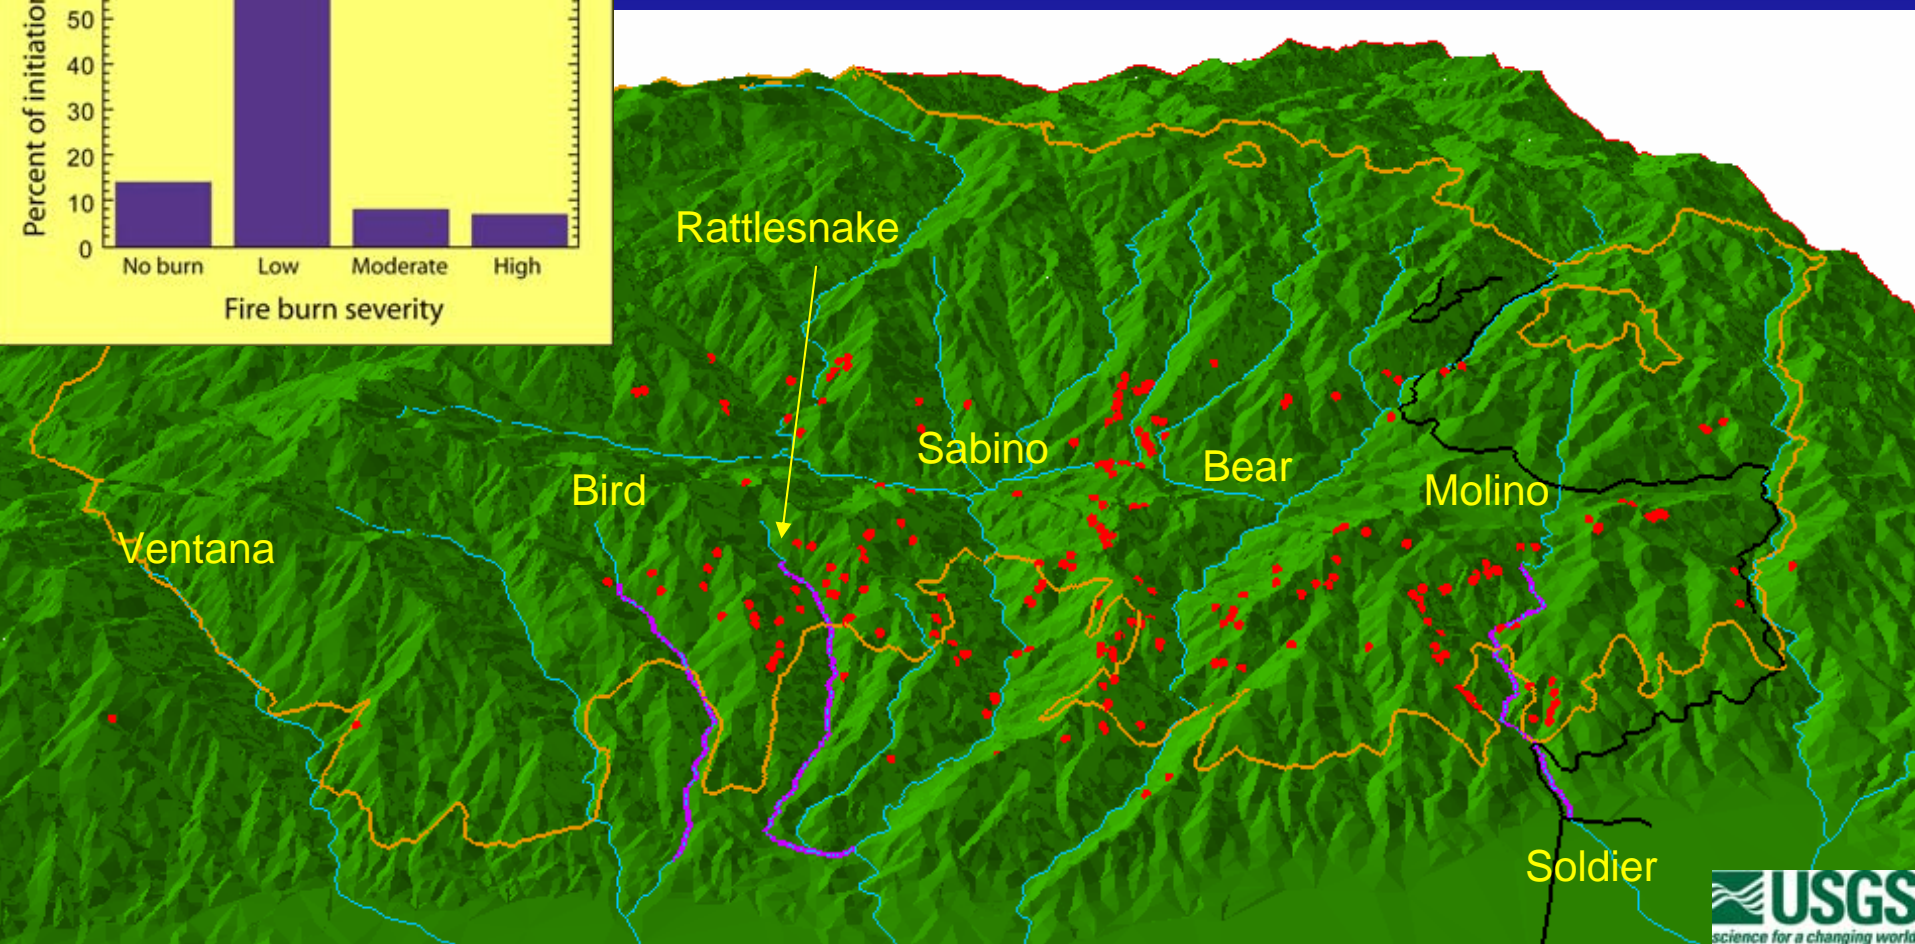 Percent of initiation
50
40
30
20
10
0
No burn Low Moderate High
Fire burn severity
Rattlesnake
Sabino
Bear
Bird
Molino
Ventana
Soldier
USGS
science for a changing world